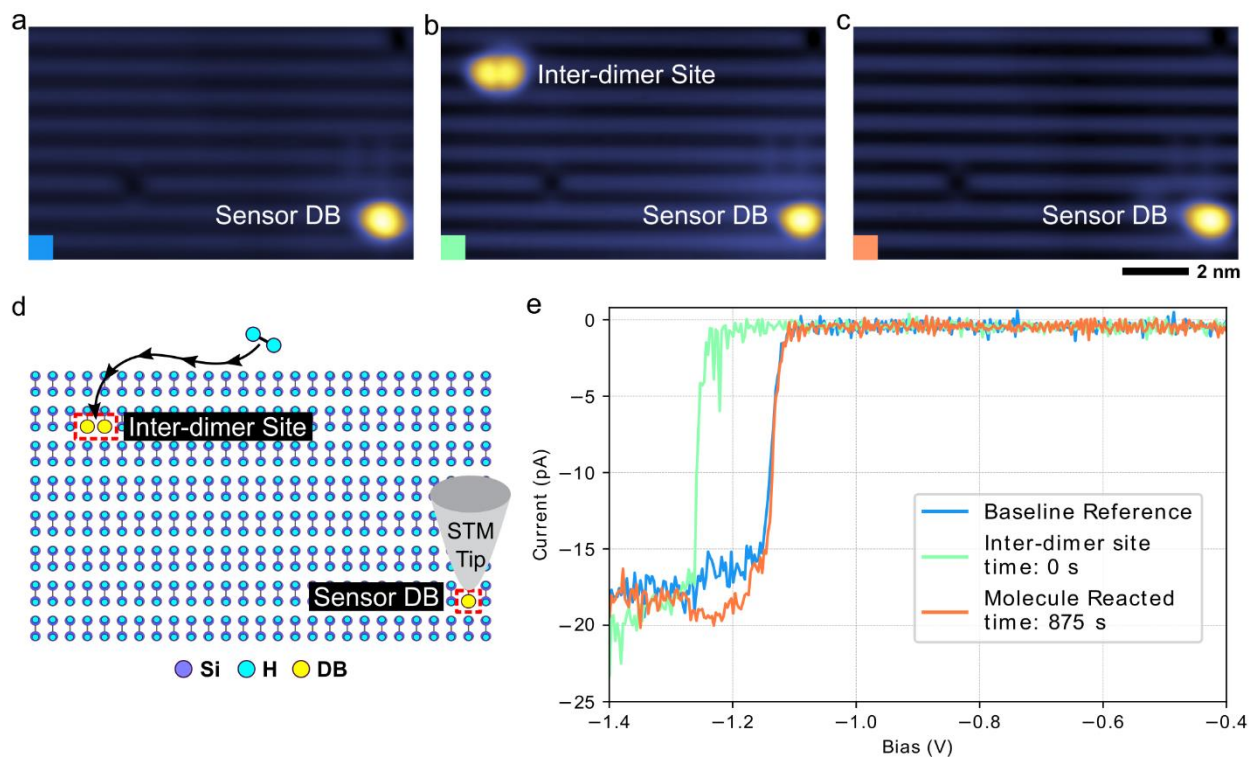 a
b
c
Inter-dimer Site
Sensor DB
Sensor DB
Sensor DB
2 nm
d
Inter-dimer Site
STM
Tip
Sensor DB
Si
H
DB
e
0
−5
−10
−15
−20
−25
Current (pA)
Baseline Reference
Inter-dimer site
time: 0 s
Molecule Reacted
time: 875 s
−1.4
−1.2
−1.0
−0.8
−0.6
−0.4
Bias (V)